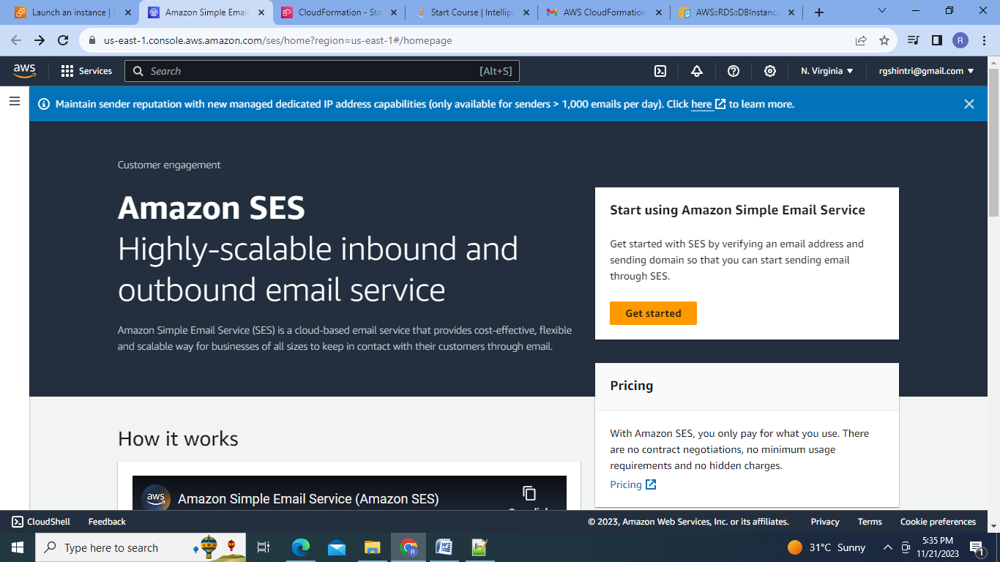 Launch an instance | E
Amazon Simple Email
CloudFormation - Sta
Start Course | Intellipa
AWS CloudFormation
AWS::RDS::DBInstanc
us-east-1.console.aws.amazon.com/ses/home?region=us-east-1#/homepage
R
aws
Services
Search
[Alt+S]
N. Virginia
rgshintri@gmail.com
Maintain sender reputation with new managed dedicated IP address capabilities (only available for senders > 1,000 emails per day). Click here to learn more.
Customer engagement
Amazon SES
Highly-scalable inbound and
outbound email service
Amazon Simple Email Service (SES) is a cloud-based email service that provides cost-effective, flexible
and scalable way for businesses of all sizes to keep in contact with their customers through email.
Start using Amazon Simple Email Service
Get started with SES by verifying an email address and
sending domain so that you can start sending email
through SES.
Get started
Pricing
With Amazon SES, you only pay for what you use. There
are no contract negotiations, no minimum usage
requirements and no hidden charges.
Pricing
How it works
aws
Amazon Simple Email Service (Amazon SES)
CloudShell
Feedback
© 2023, Amazon Web Services, Inc. or its affiliates.
Privacy
Terms
Cookie preferences
Type here to search
R
31°C Sunny
5:35 PM
11/21/2023
1